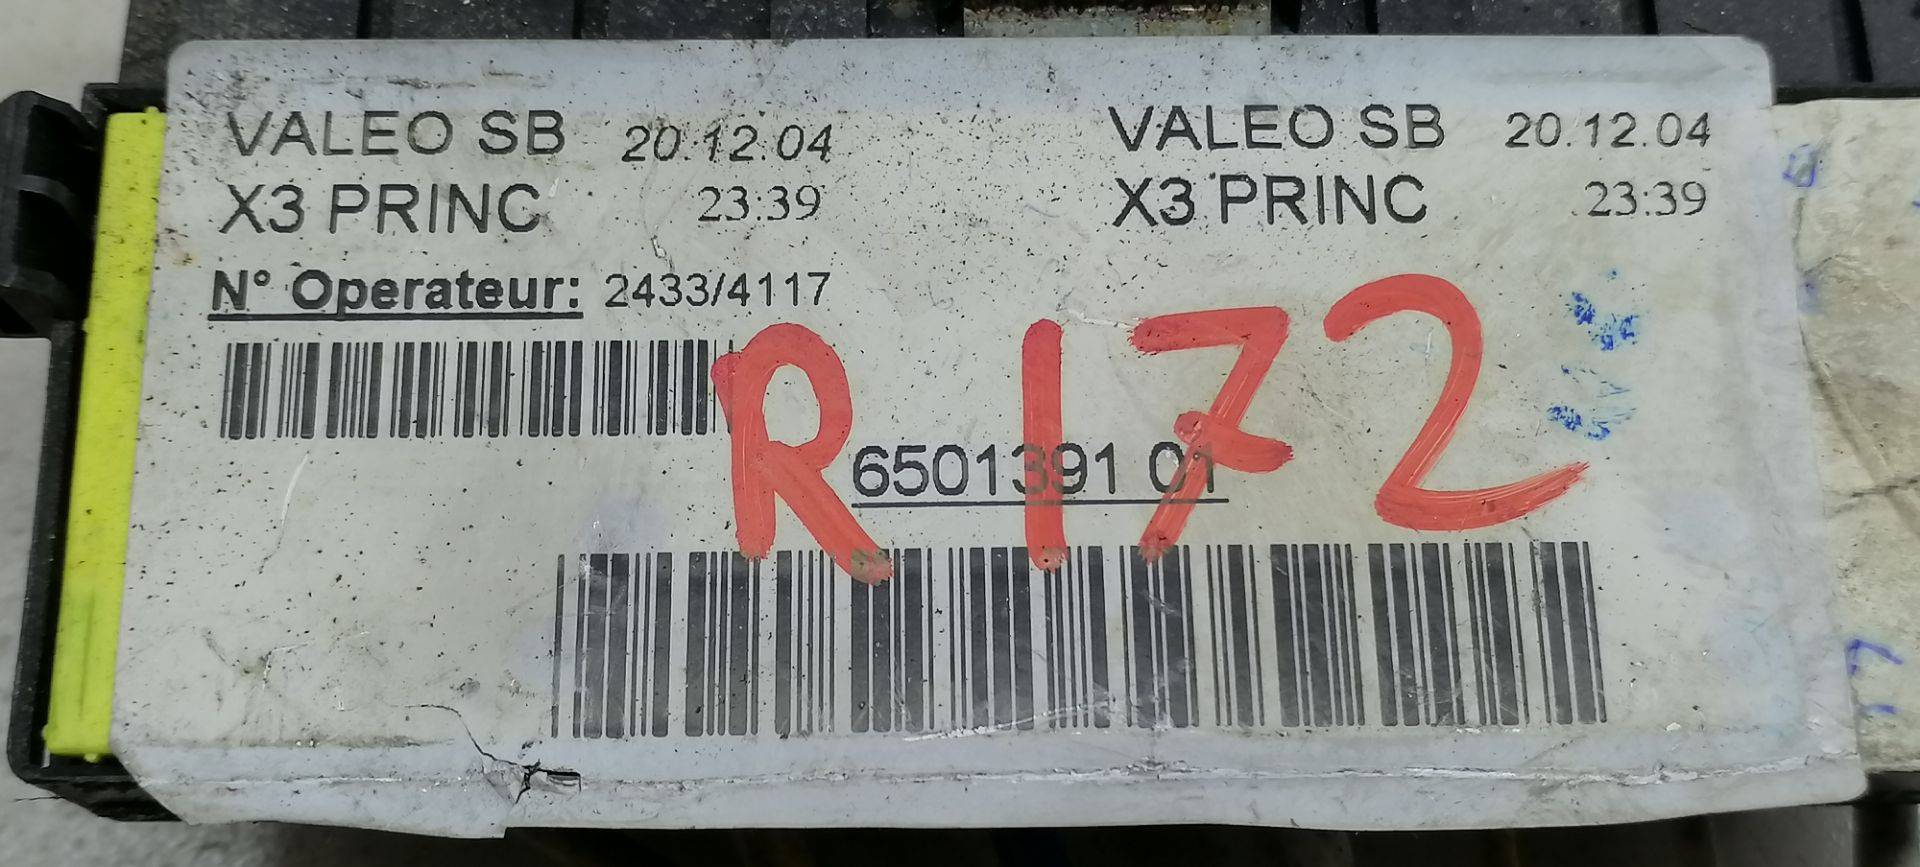 VALEO SB 20.12.04
X3 PRINC 23:39
VALEO SB 20.12.04
X3 PRINC 23:39
N° Operateur: 2433/4117
R 172
6501391 01